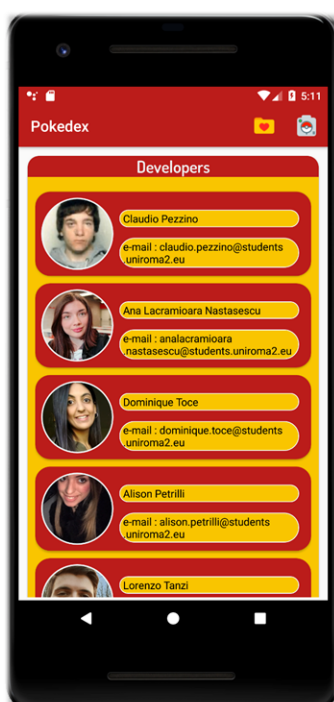 5:11
Pokedex
Developers
Claudio Pezzino
e-mail : claudio.pezzino@students
.uniroma2.eu
Ana Lacramioara Nastasescu
e-mail : analacramioara
.nastasescu@students.uniroma2.eu
Dominique Toce
e-mail : dominique.toce@students
.uniroma2.eu
Alison Petrilli
e-mail : alison.petrilli@students
.uniroma2.eu
Lorenzo Tanzi